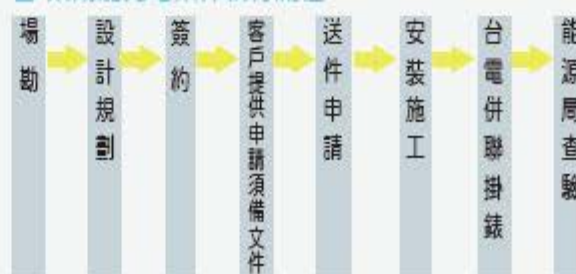 場勘
設計規劃
簽約
客戶提供申請須備文件
送件申請
安裝施工
台電併聯掛錶
能源局查驗